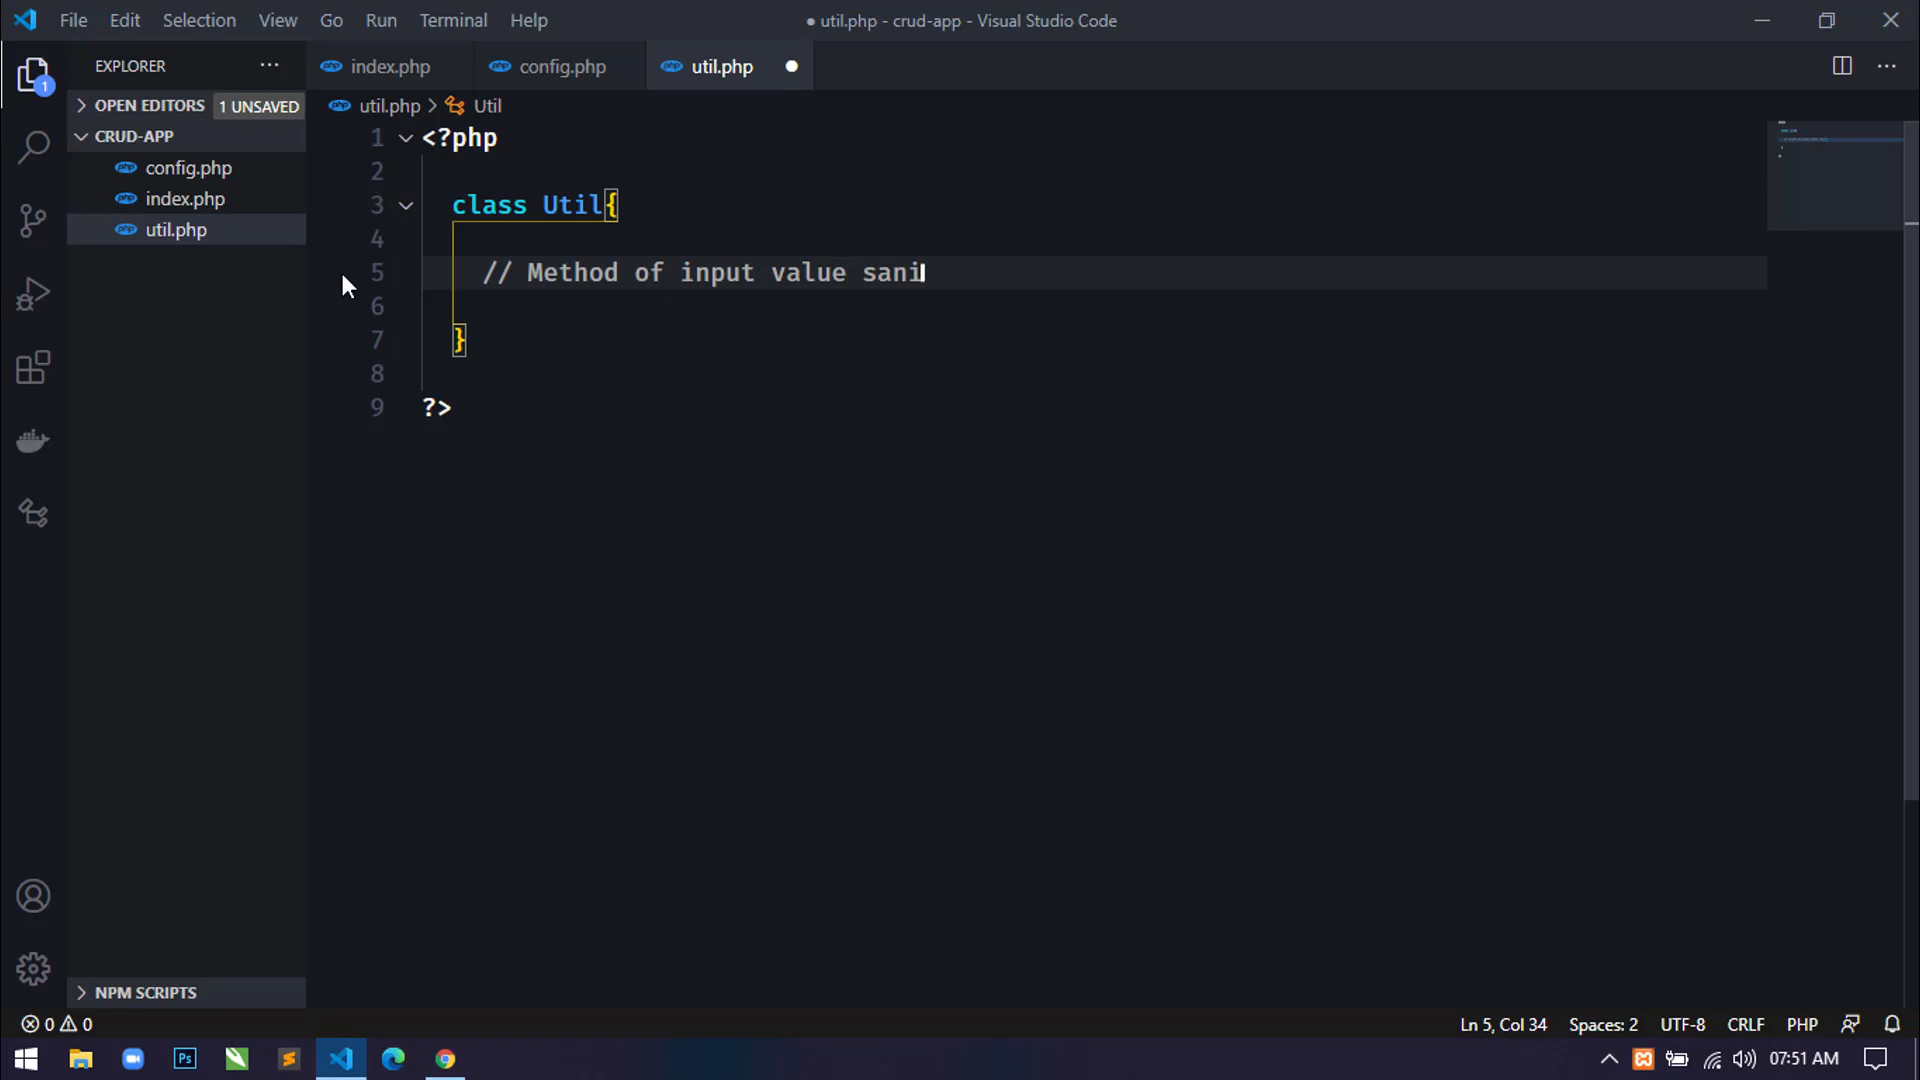 File Edit Selection View Go Run Terminal Help
● util.php - crud-app - Visual Studio Code
EXPLORER
index.php
config.php
util.php
OPEN EDITORS 1 UNSAVED
util.php > Util
CRUD-APP
config.php
index.php
util.php
1 <?php
2
3 class Util{
4
5 // Method of input value sani
6
7 }
8
9 ?>
1
NPM SCRIPTS
0 0
Ln 5, Col 34 Spaces: 2 UTF-8 CRLF PHP
Ps
07:51 AM